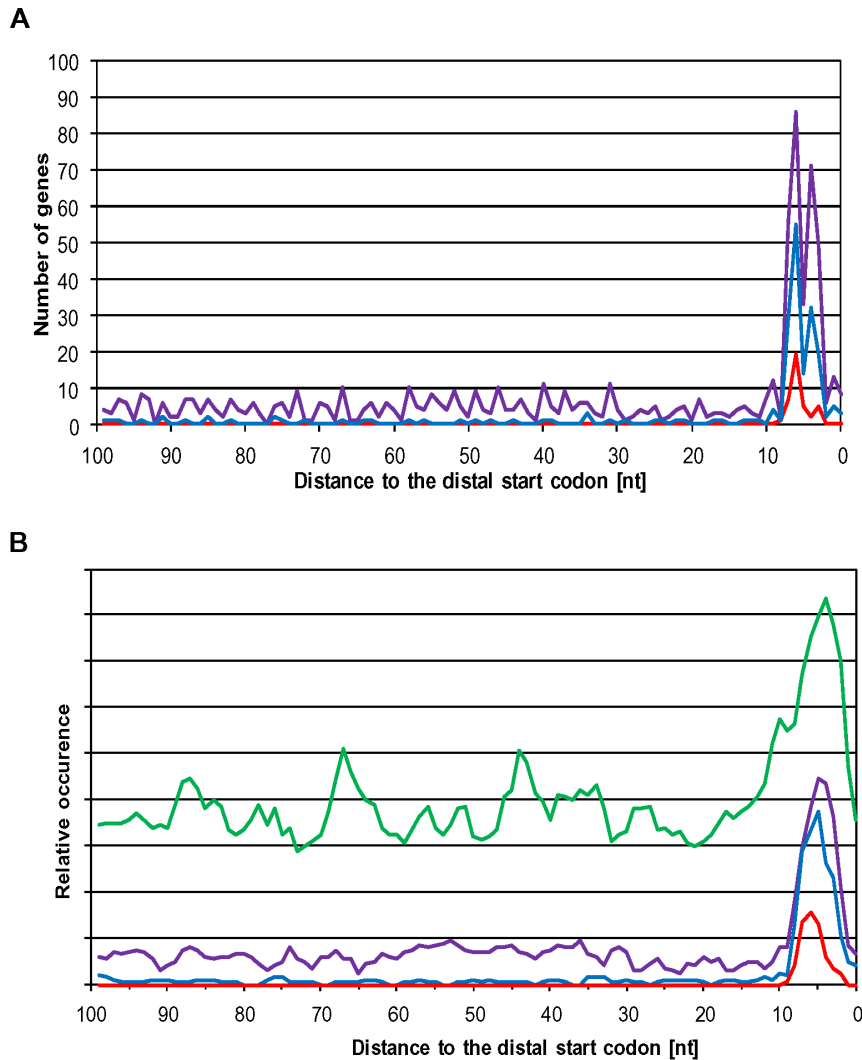 A
Number of genes
100
90
80
70
60
50
40
30
20
10
0
100 90 80 70 60 50 40 30 20 10 0
Distance to the distal start codon [nt]
B
Relative occurence
100 90 80 70 60 50 40 30 20 10 0
Distance to the distal start codon [nt]